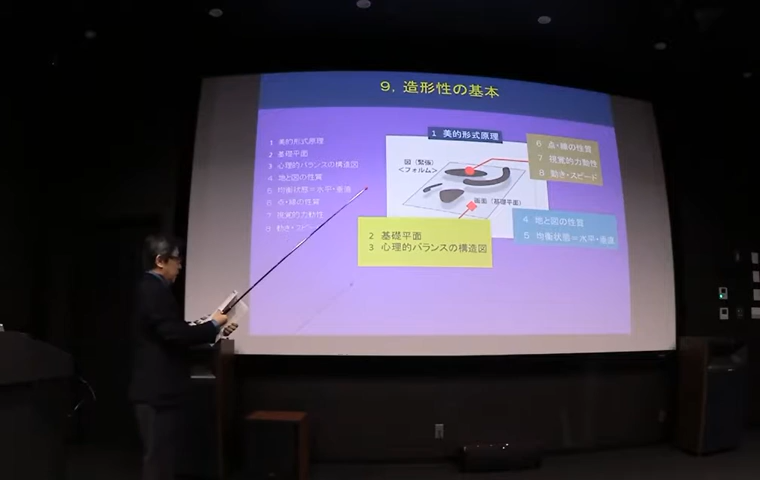 9. 造形性の基本
1 美的形式原理
2 基礎平面
3 心理的バランスの構造図
4 地と図の性質
5 均衡状態=水平・垂直
6 点・線の性質
7 視覚的力動性
8 動き・スピード
1 美的形式原理
図(緊張)
<フォルム>
画面(基礎平面)
6 点・線の性質
7 視覚的力動性
8 動き・スピード
2 基礎平面
3 心理的バランスの構造図
4 地と図の性質
5 均衡状態=水平・垂直